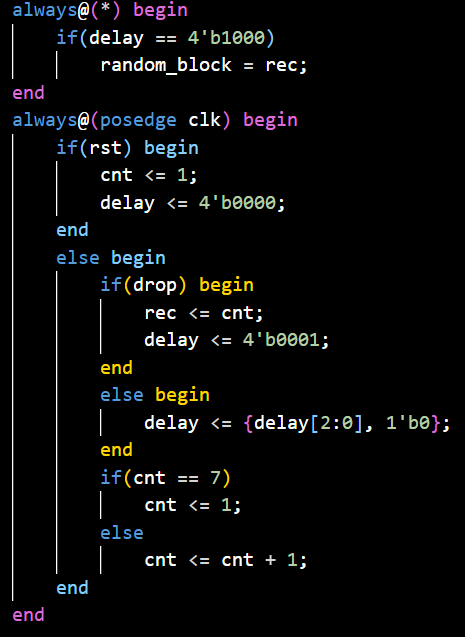 always@(*) begin
    if(delay == 4'b1000)
        random_block = rec;
end
always@(posedge clk) begin
    if(rst) begin
        cnt <= 1;
        delay <= 4'b0000;
    end
    else begin
        if(drop) begin
            rec <= cnt;
            delay <= 4'b0001;
        end
        else begin
            delay <= {delay[2:0], 1'b0};
        end
        if(cnt == 7)
            cnt <= 1;
        else
            cnt <= cnt + 1;
    end
end